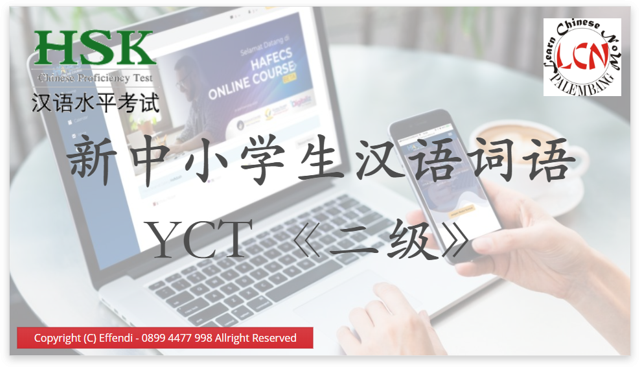 HSK
Chinese Proficiency Test
汉语水平考试
Selamat Datang di
HAFECS
ONLINE COURSE
Learn Chinese Now
LCN
PALEMBANG
新中小学生汉语词语
YCT 《二级》
Copyright (C) Effendi - 0899 4477 998 Allright Reserved